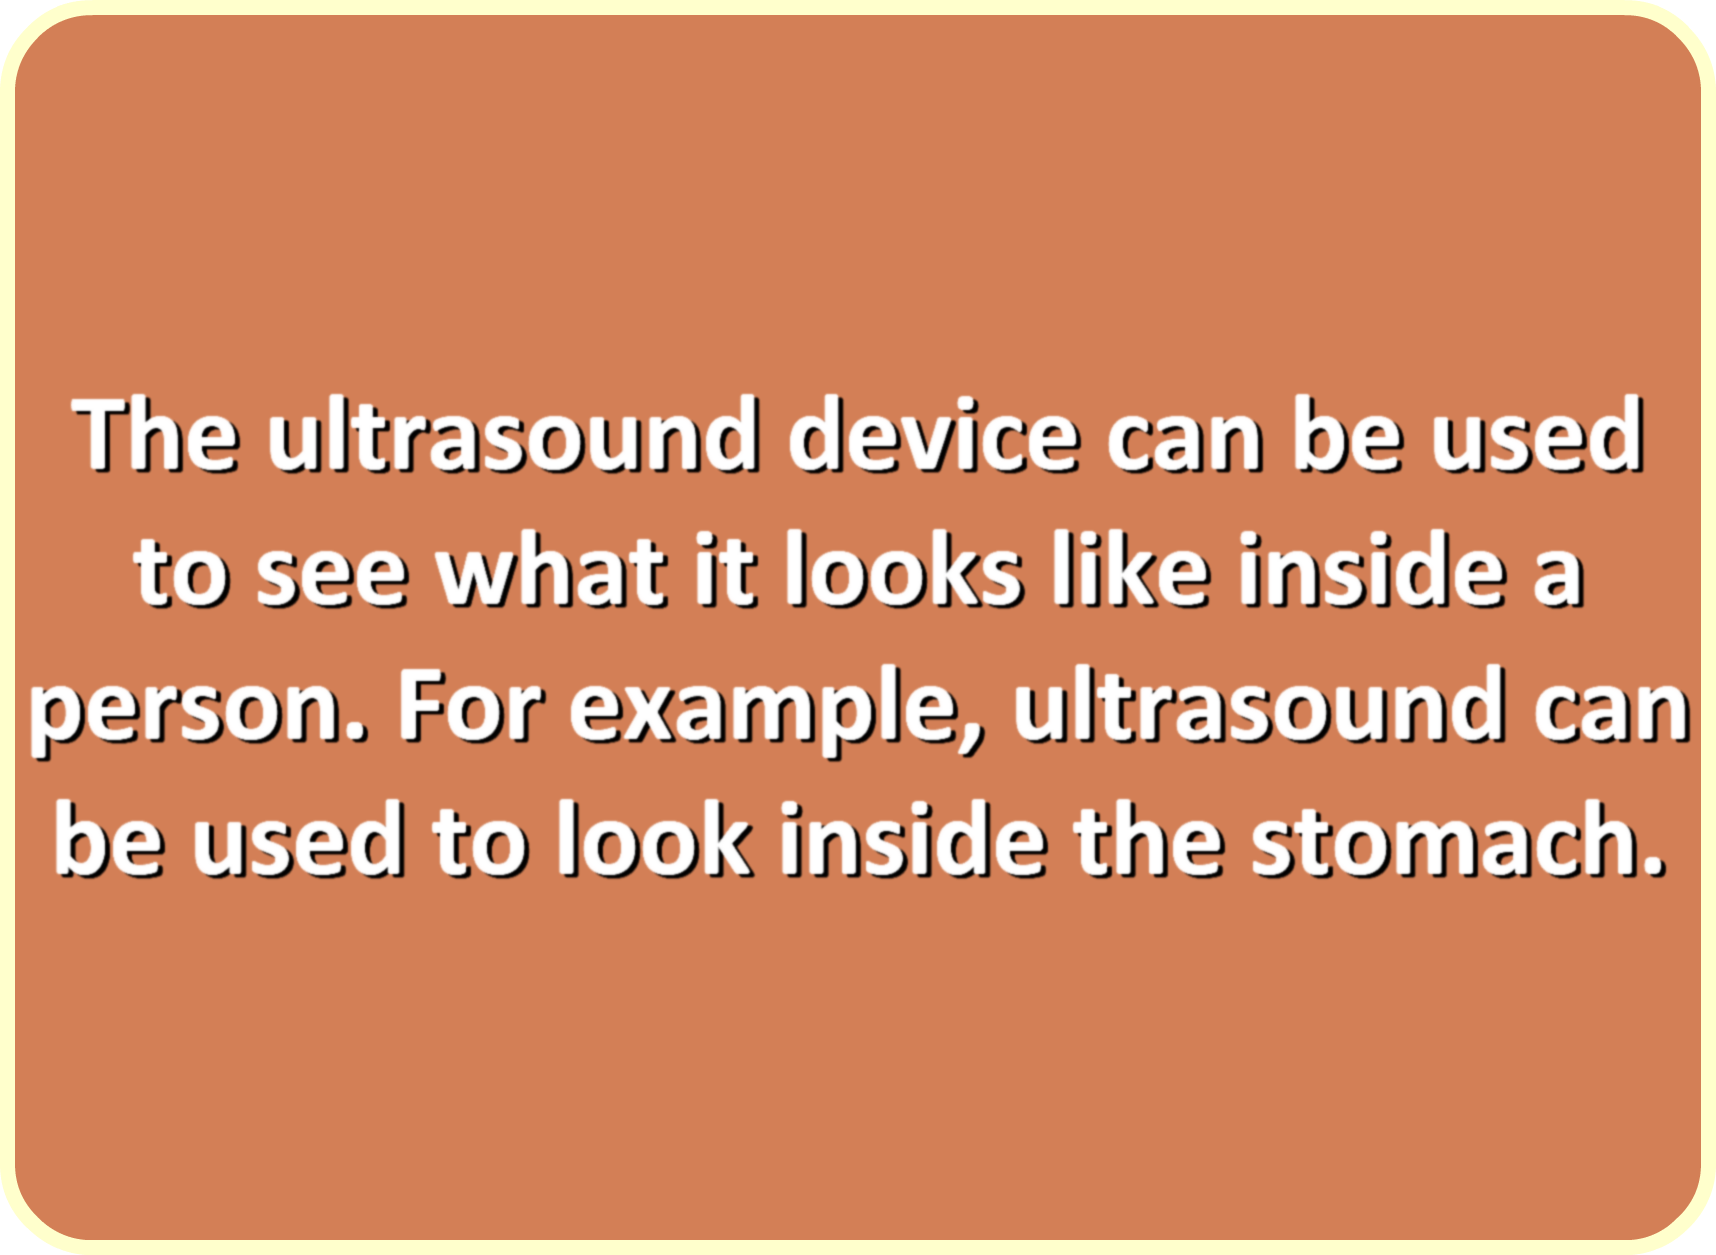 The ultrasound device can be used
to see what it looks like inside a
person. For example, ultrasound can
be used to look inside the stomach.